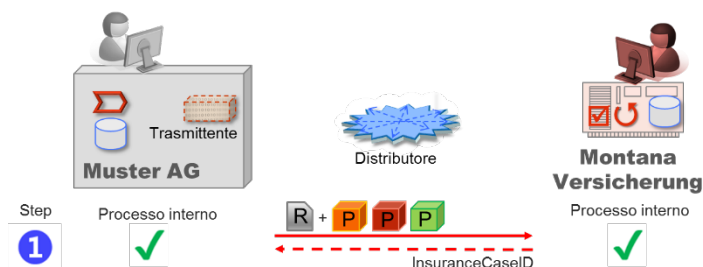 Trasmittente
Muster AG
Distributore
Montana
Versicherung
Step
Processo interno
R + P P P
Processo interno
1
InsuranceCaseID